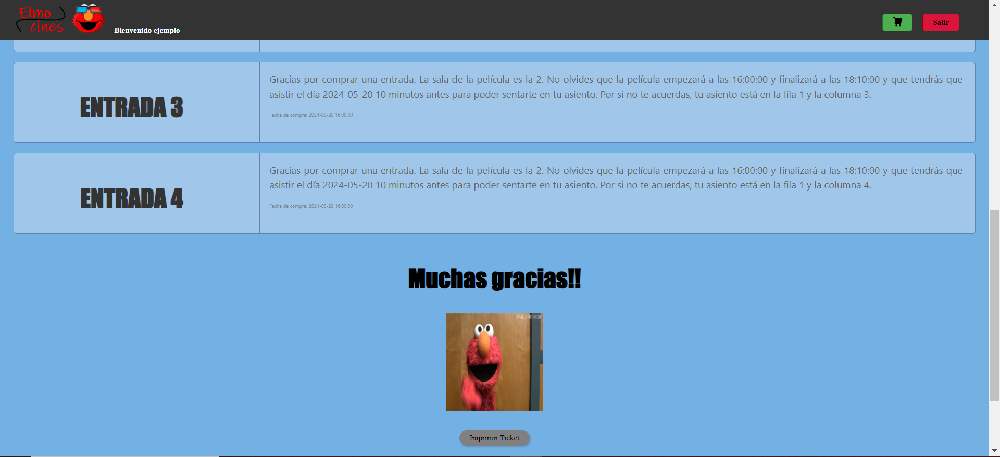 Elmo
cines
Bienvenido ejemplo
Salir
ENTRADA 3
Gracias por comprar una entrada. La sala de la película es la 2. No olvides que la película empezará a las 16:00:00 y finalizará a las 18:10:00 y que tendrás que
asistir el día 2024-05-20 10 minutos antes para poder sentarte en tu asiento. Por si no te acuerdas, tu asiento está en la fila 1 y la columna 3.
Fecha de compra: 2024-05-20 16:00:00
ENTRADA 4
Gracias por comprar una entrada. La sala de la película es la 2. No olvides que la película empezará a las 16:00:00 y finalizará a las 18:10:00 y que tendrás que
asistir el día 2024-05-20 10 minutos antes para poder sentarte en tu asiento. Por si no te acuerdas, tu asiento está en la fila 1 y la columna 4.
Fecha de compra: 2024-05-20 16:00:00
Muchas gracias!!
#FALLONTONIGHT
Imprimir Ticket